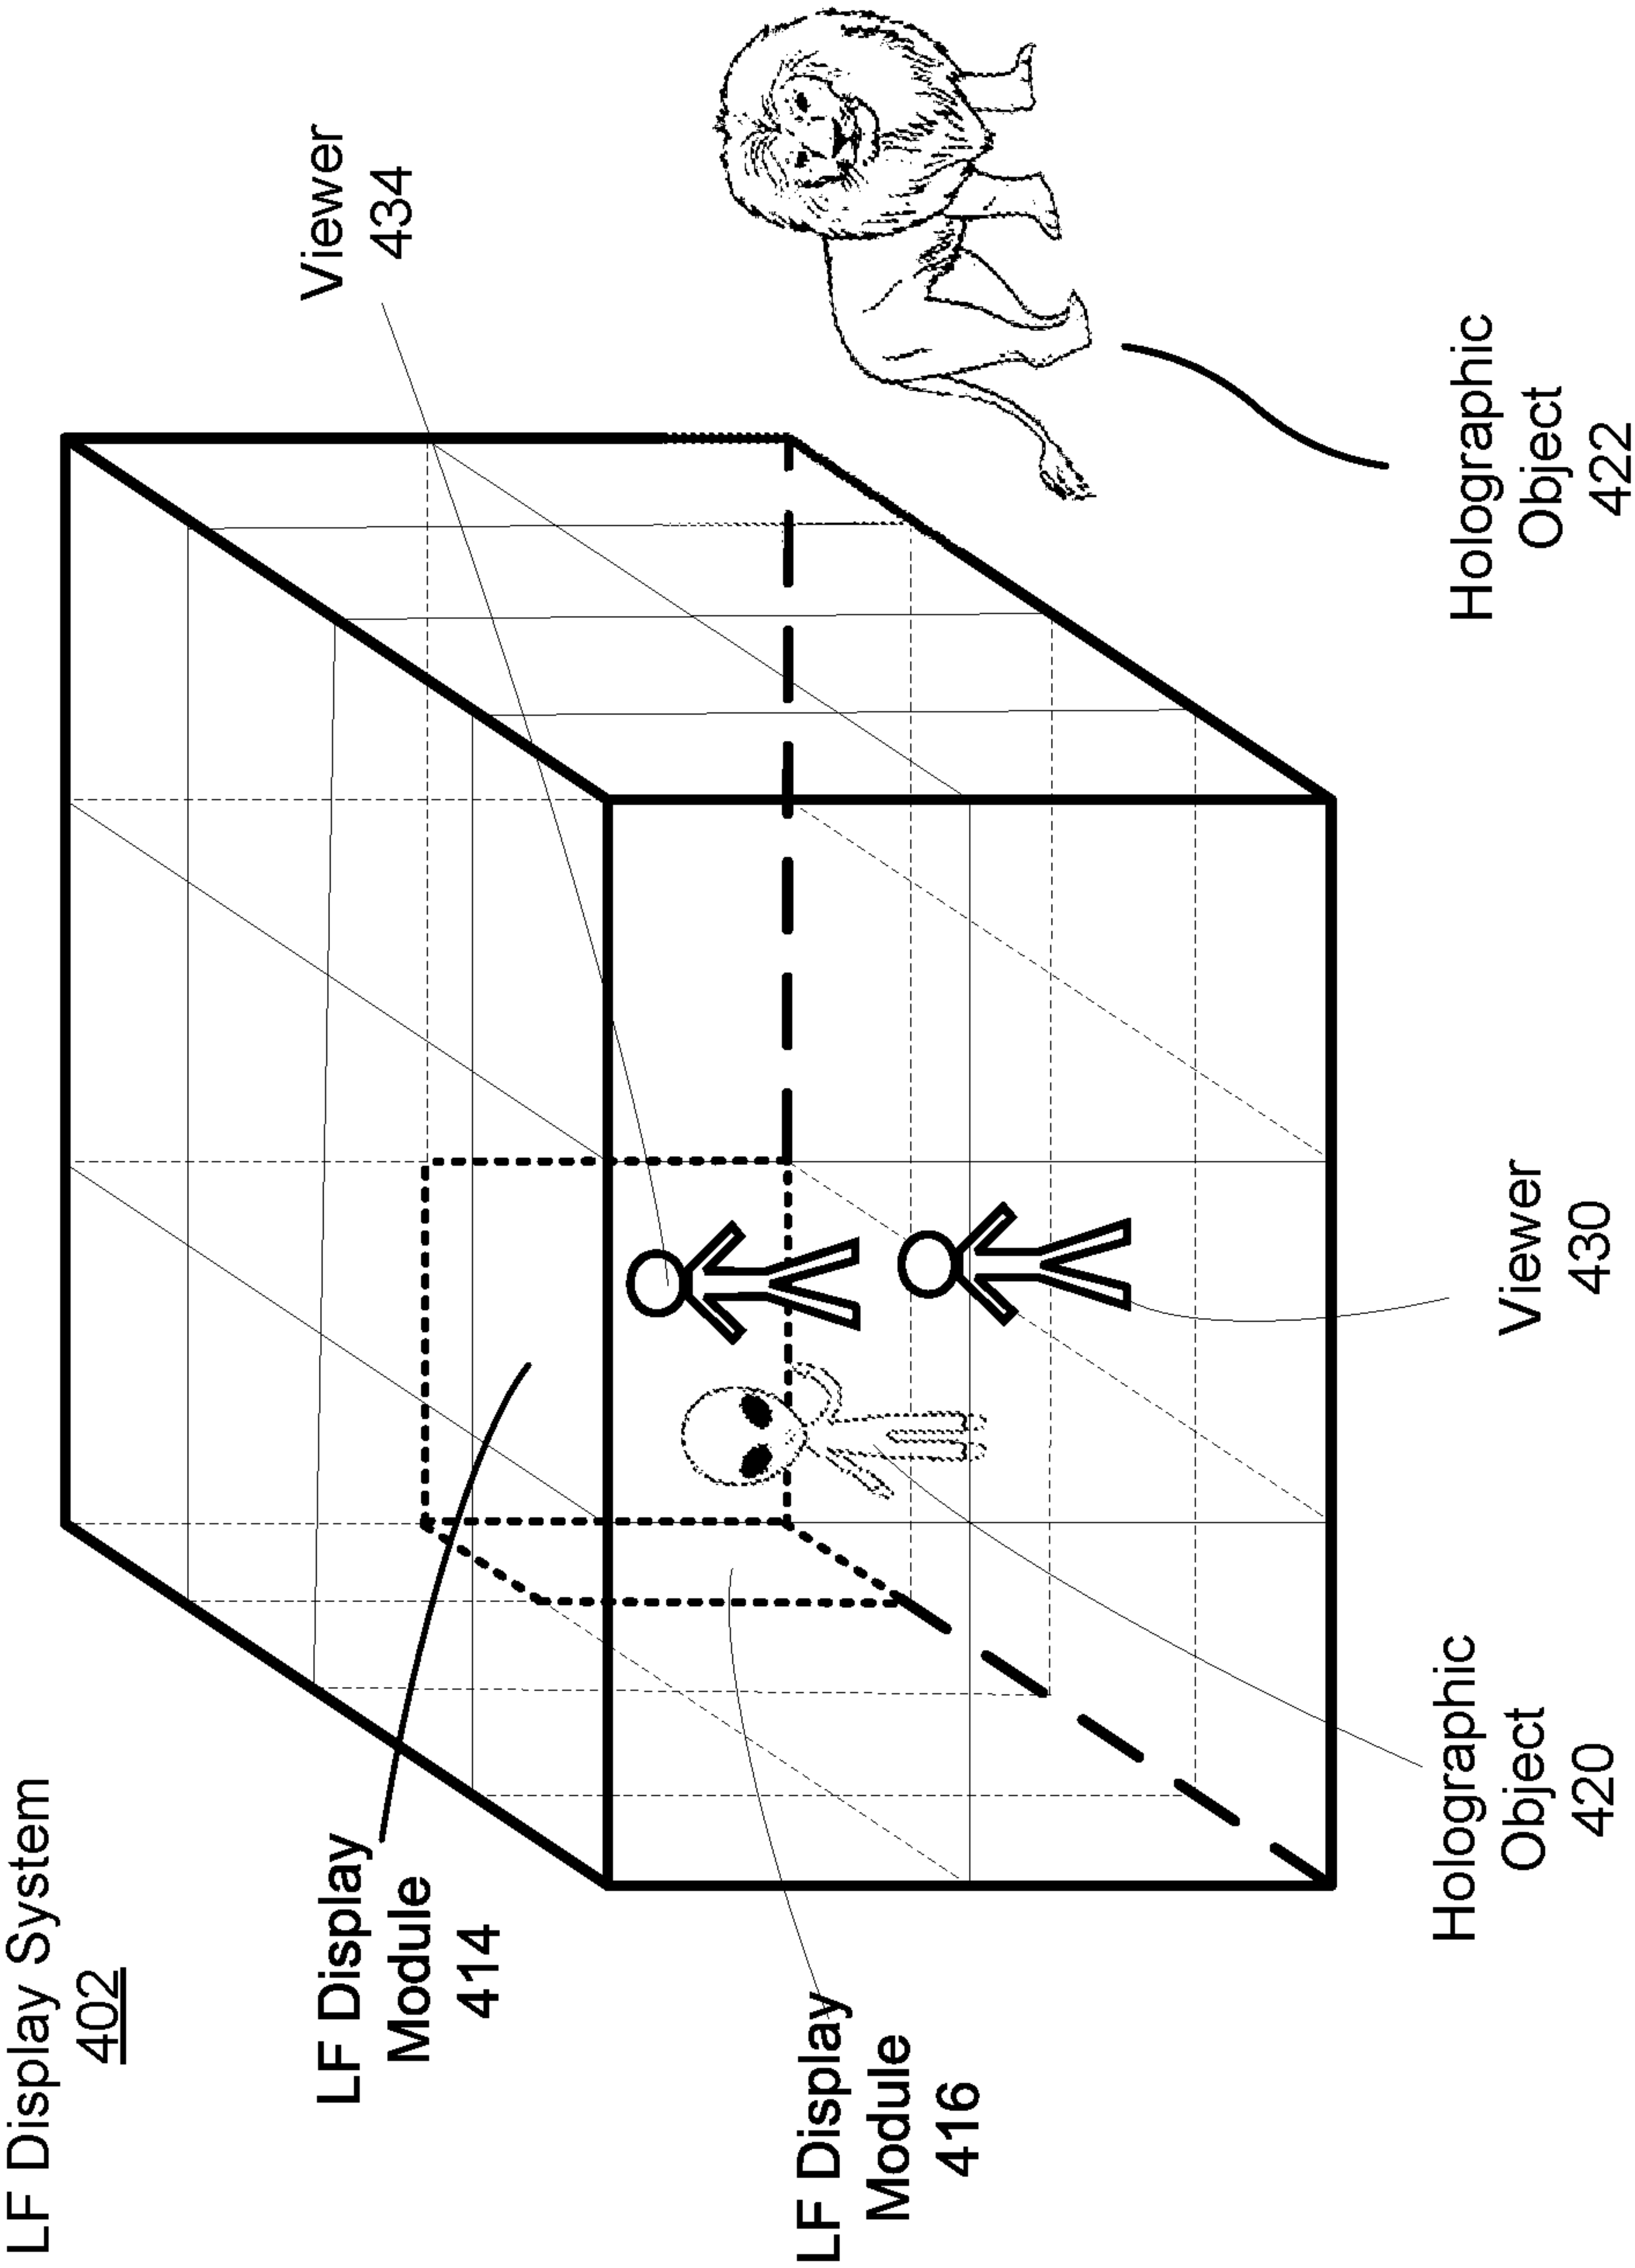 LF Display System
402
LF Display
Module
414
Viewer
434
LF Display
Module
416
Holographic
Object
420
Viewer
430
Holographic
Object
422